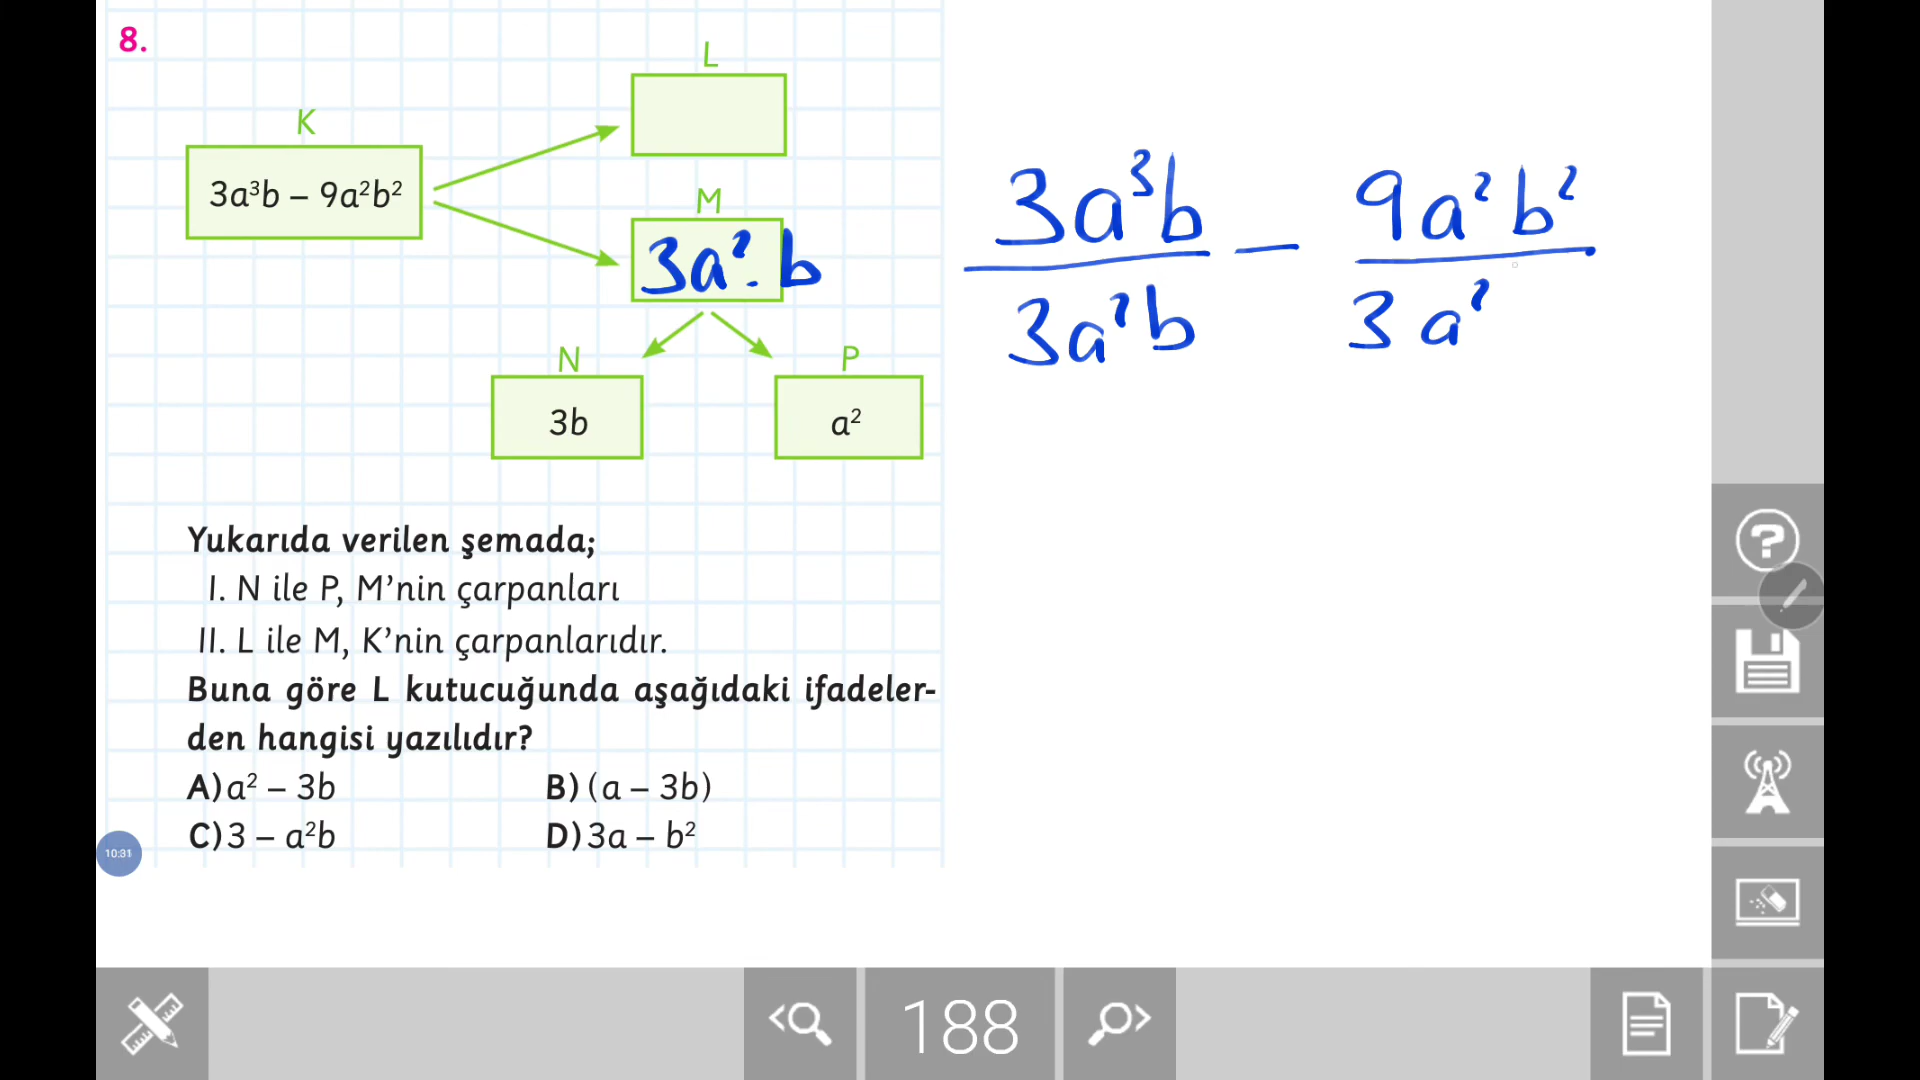 8.
L
K
3a³b – 9a²b²
M
3a².b
N
P
3b
a²
3a³b – 9a²b²
3a²b 3a²
Yukarıda verilen şemada;
I. N ile P, M’nin çarpanları
II. L ile M, K’nin çarpanlarıdır.
Buna göre L kutucuğunda aşağıdaki ifadeler-
den hangisi yazılıdır?
A) a² – 3b B) (a – 3b)
C) 3 – a²b D) 3a – b²
10:31
188